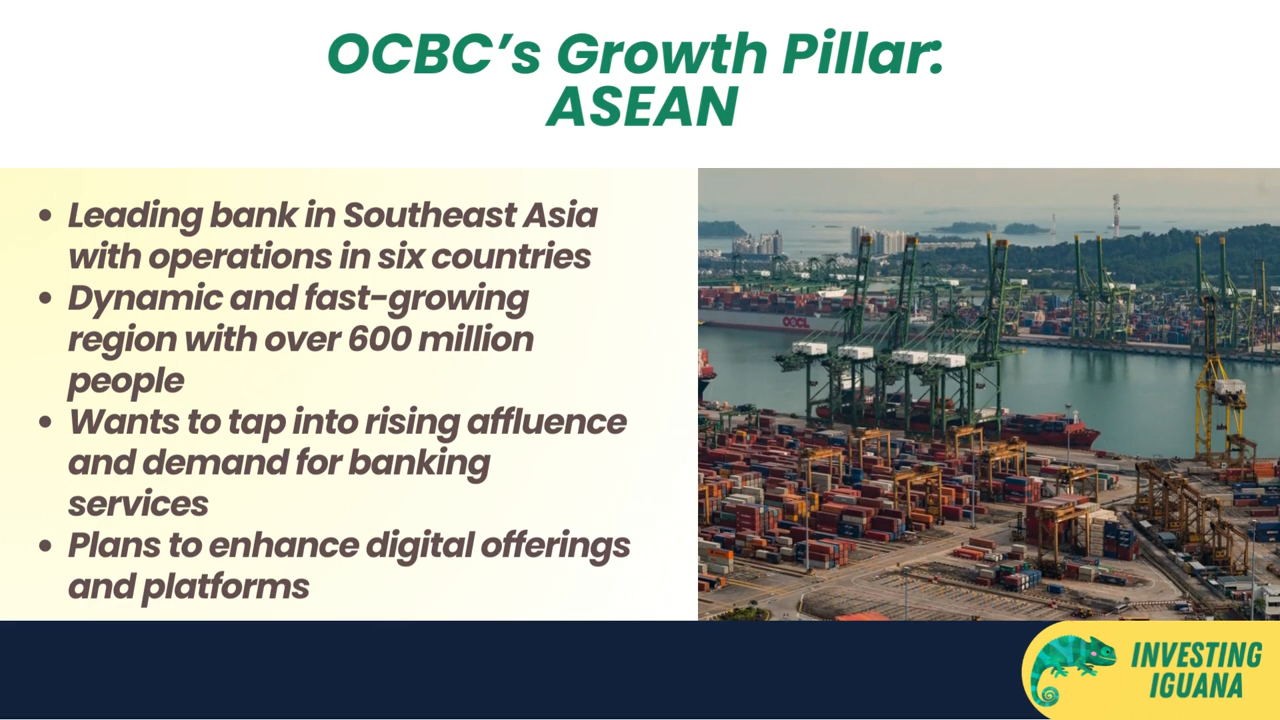 OCBC’s Growth Pillar:
ASEAN
• Leading bank in Southeast Asia
with operations in six countries
• Dynamic and fast-growing
region with over 600 million
people
• Wants to tap into rising affluence
and demand for banking
services
• Plans to enhance digital offerings
and platforms
OOCL
INVESTING
IGUANA